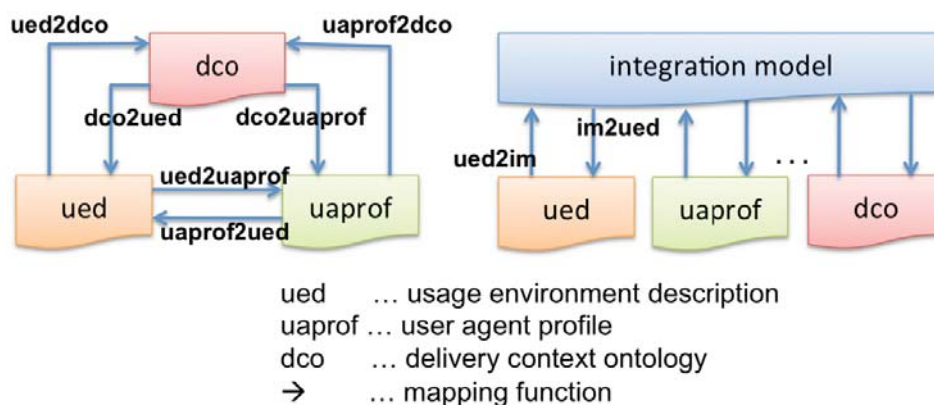 ued2dco
uaprof2dco
dco
dco2ued
dco2uaprof
ued2uaprof
ued
uaprof
uaprof2ued
integration model
im2ued
ued2im
...
ued
uaprof
dco
ued ... usage environment description
uaprof ... user agent profile
dco ... delivery context ontology
→ ... mapping function